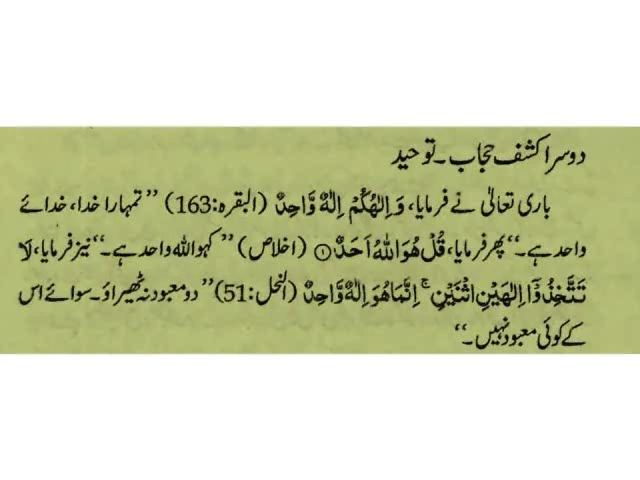 دوسرا کشف حجاب۔ توحید
باری تعالیٰ نے فرمایا، وَاِلٰهُكُمْ اِلٰهٌ وَّاحِدٌ (البقرہ:163) ”تمہارا خدا، خدائے
واحد ہے۔“ پھر فرمایا، قُلْ هُوَ اللّٰهُ اَحَدٌ ۝۱ (اخلاص) ”کہو اللہ واحد ہے۔“ نیز فرمایا، لَا
تَتَّخِذُوْٓا اِلٰهَيْنِ اثْنَيْنِ ۚ اِنَّمَا هُوَ اِلٰهٌ وَّاحِدٌ (النحل:51) ”دو معبود نہ ٹھیراؤ۔ سوائے اس
کے کوئی معبود نہیں۔“